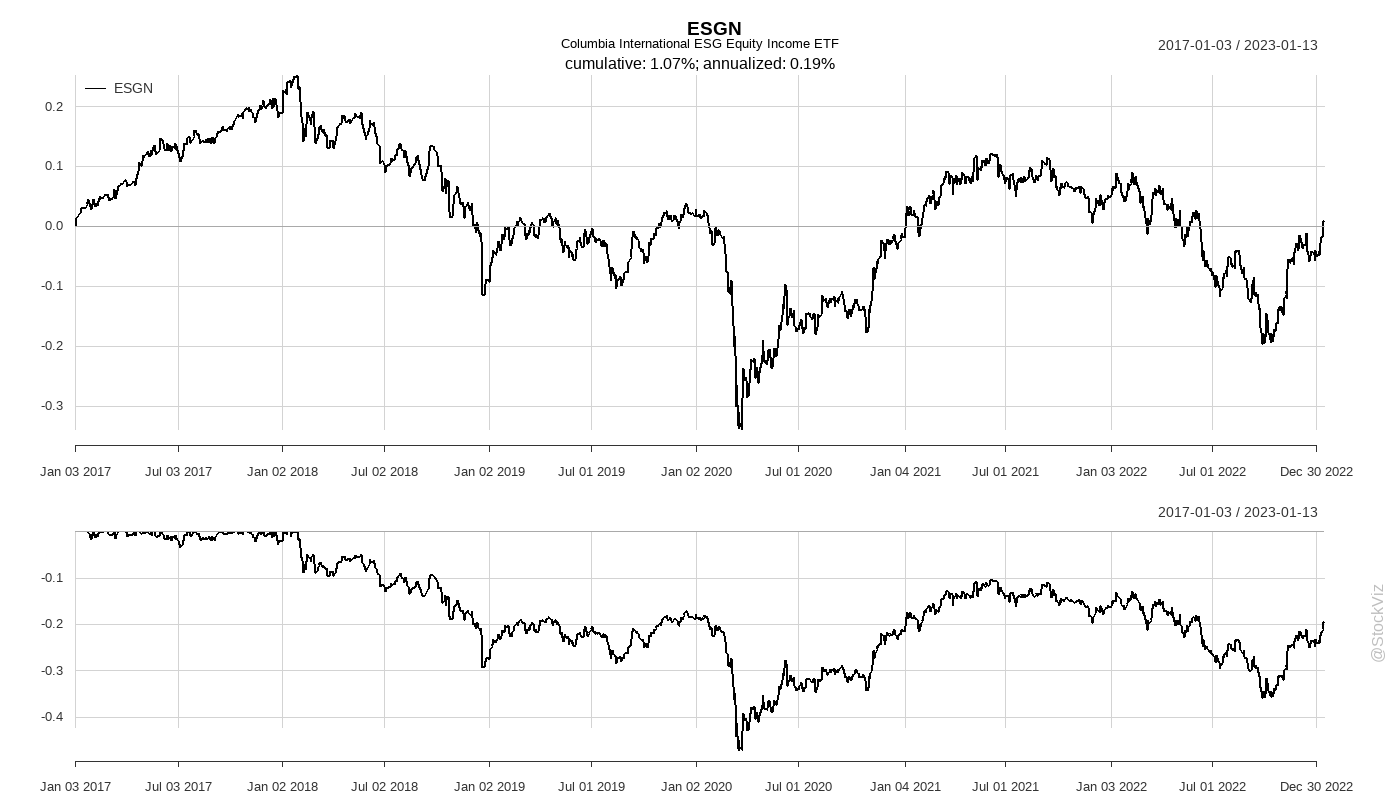 ESGN
Columbia International ESG Equity Income ETF
cumulative: 1.07%; annualized: 0.19%
2017-01-03 / 2023-01-13
ESGN
0.2
0.1
0.0
-0.1
-0.2
-0.3
Jan 03 2017 Jul 03 2017 Jan 02 2018 Jul 02 2018 Jan 02 2019 Jul 01 2019 Jan 02 2020 Jul 01 2020 Jan 04 2021 Jul 01 2021 Jan 03 2022 Jul 01 2022 Dec 30 2022
2017-01-03 / 2023-01-13
-0.1
-0.2
-0.3
-0.4
Jan 03 2017 Jul 03 2017 Jan 02 2018 Jul 02 2018 Jan 02 2019 Jul 01 2019 Jan 02 2020 Jul 01 2020 Jan 04 2021 Jul 01 2021 Jan 03 2022 Jul 01 2022 Dec 30 2022
@StockViz